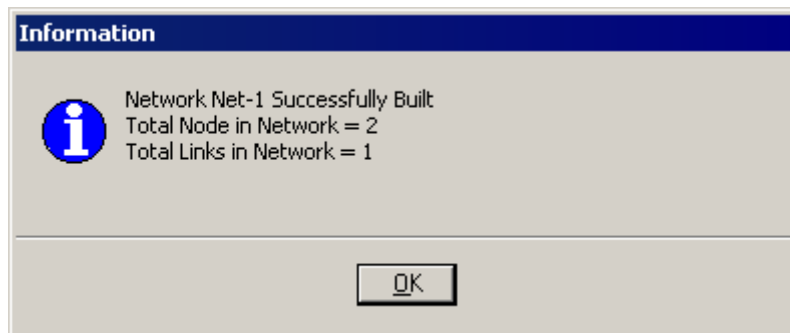 Information
Network Net-1 Successfully Built
Total Node in Network = 2
Total Links in Network = 1
OK